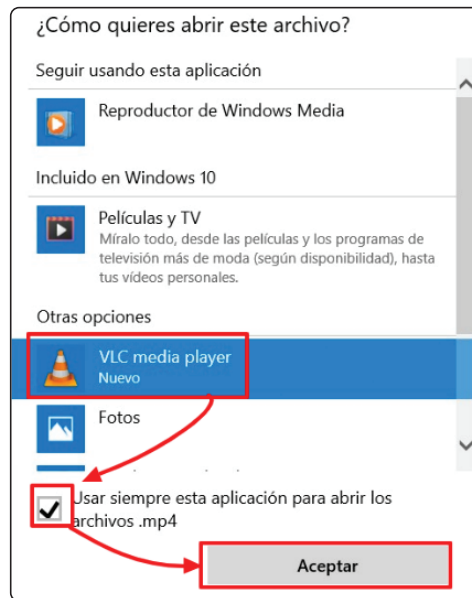 ¿Cómo quieres abrir este archivo?
Seguir usando esta aplicación
Reproductor de Windows Media
Incluido en Windows 10
Películas y TV
Míralo todo, desde las películas y los programas de
televisión más de moda (según disponibilidad), hasta
tus vídeos personales.
Otras opciones
VLC media player
Nuevo
Fotos
Usar siempre esta aplicación para abrir los
archivos .mp4
Aceptar